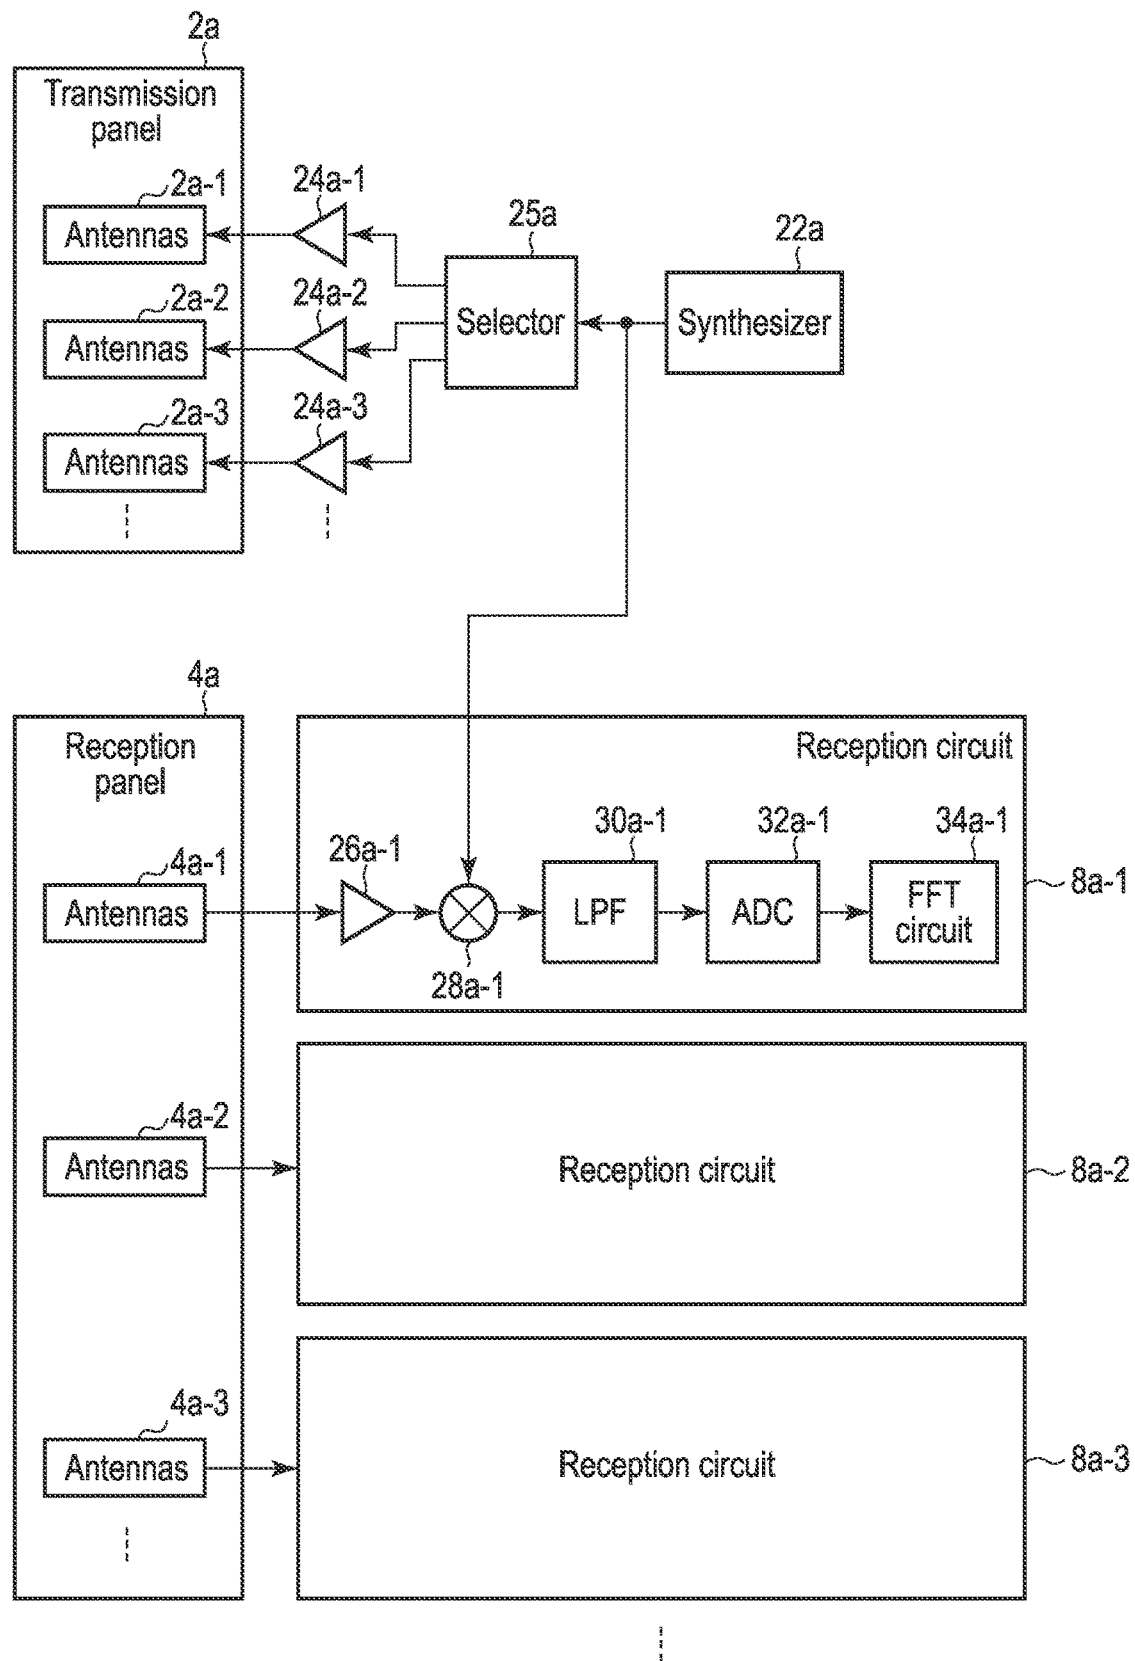 2a
Transmission
panel
2a-1
Antennas
24a-1
25a
22a
2a-2
Antennas
24a-2
Selector
Synthesizer
2a-3
Antennas
24a-3
4a
Reception
panel
Reception circuit
30a-1
32a-1
34a-1
26a-1
4a-1
Antennas
LPF
ADC
FFT
circuit
8a-1
28a-1
4a-2
Antennas
Reception circuit
8a-2
4a-3
Antennas
Reception circuit
8a-3